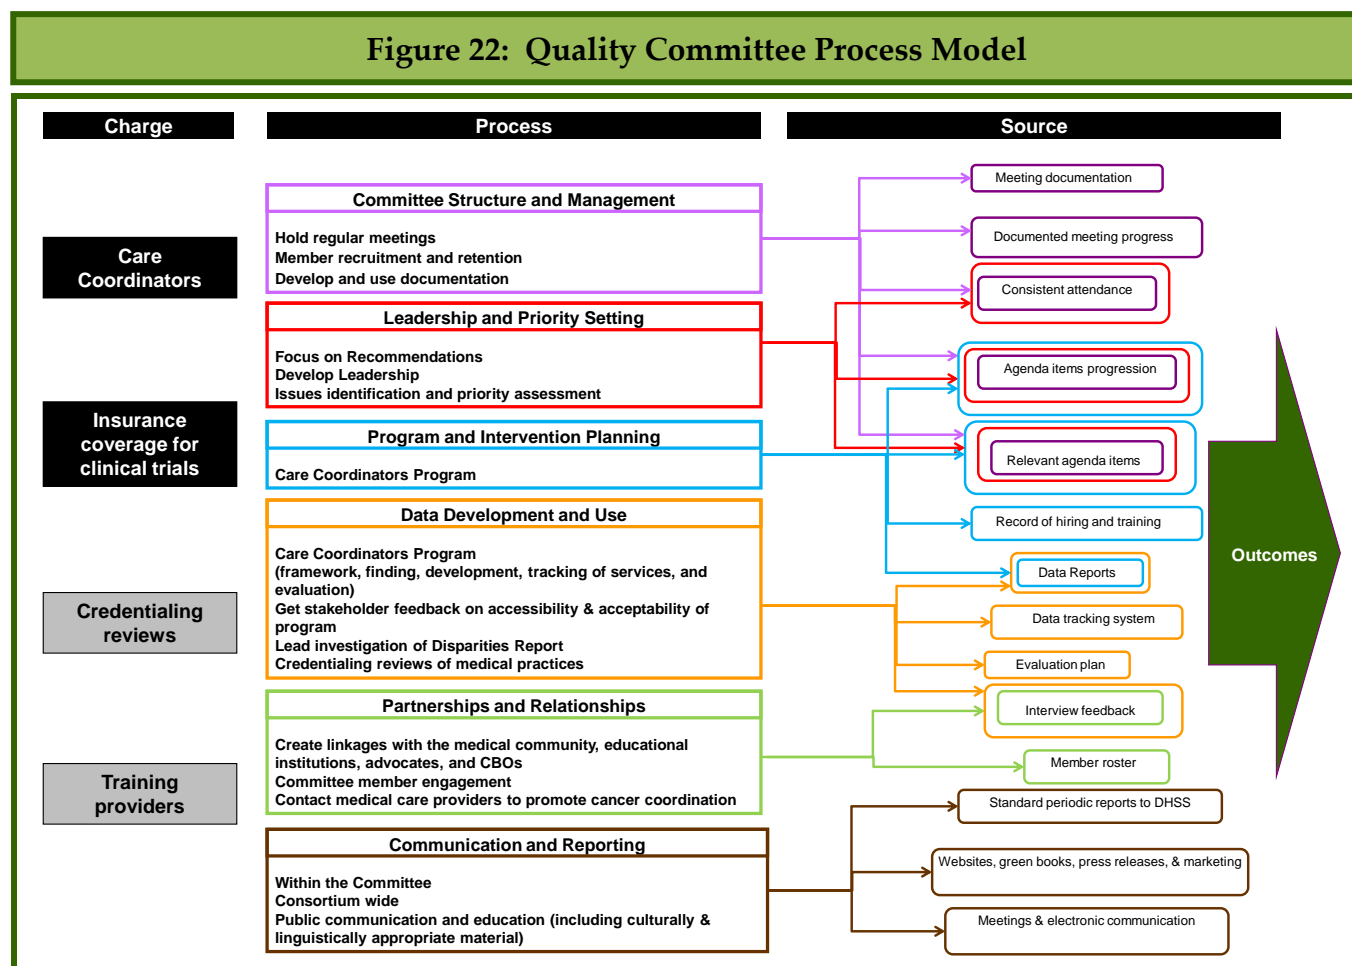 Figure 22:  Quality Committee Process Model
Charge
Process
Source
Care
Coordinators
Insurance
coverage for
clinical trials
Credentialing
reviews
Training
providers
Committee Structure and Management
Hold regular meetings
Member recruitment and retention
Develop and use documentation
Leadership and Priority Setting
Focus on Recommendations
Develop Leadership
Issues identification and priority assessment
Program and Intervention Planning
Care Coordinators Program
Data Development and Use
Care Coordinators Program
(framework, finding, development, tracking of services, and
evaluation)
Get stakeholder feedback on accessibility & acceptability of
program
Lead investigation of Disparities Report
Credentialing reviews of medical practices
Partnerships and Relationships
Create linkages with the medical community, educational
institutions, advocates, and CBOs
Committee member engagement
Contact medical care providers to promote cancer coordination
Communication and Reporting
Within the Committee
Consortium wide
Public communication and education (including culturally &
linguistically appropriate material)
Meeting documentation
Documented meeting progress
Consistent attendance
Agenda items progression
Relevant agenda items
Record of hiring and training
Data Reports
Data tracking system
Evaluation plan
Interview feedback
Member roster
Standard periodic reports to DHSS
Websites, green books, press releases, & marketing
Meetings & electronic communication
Outcomes